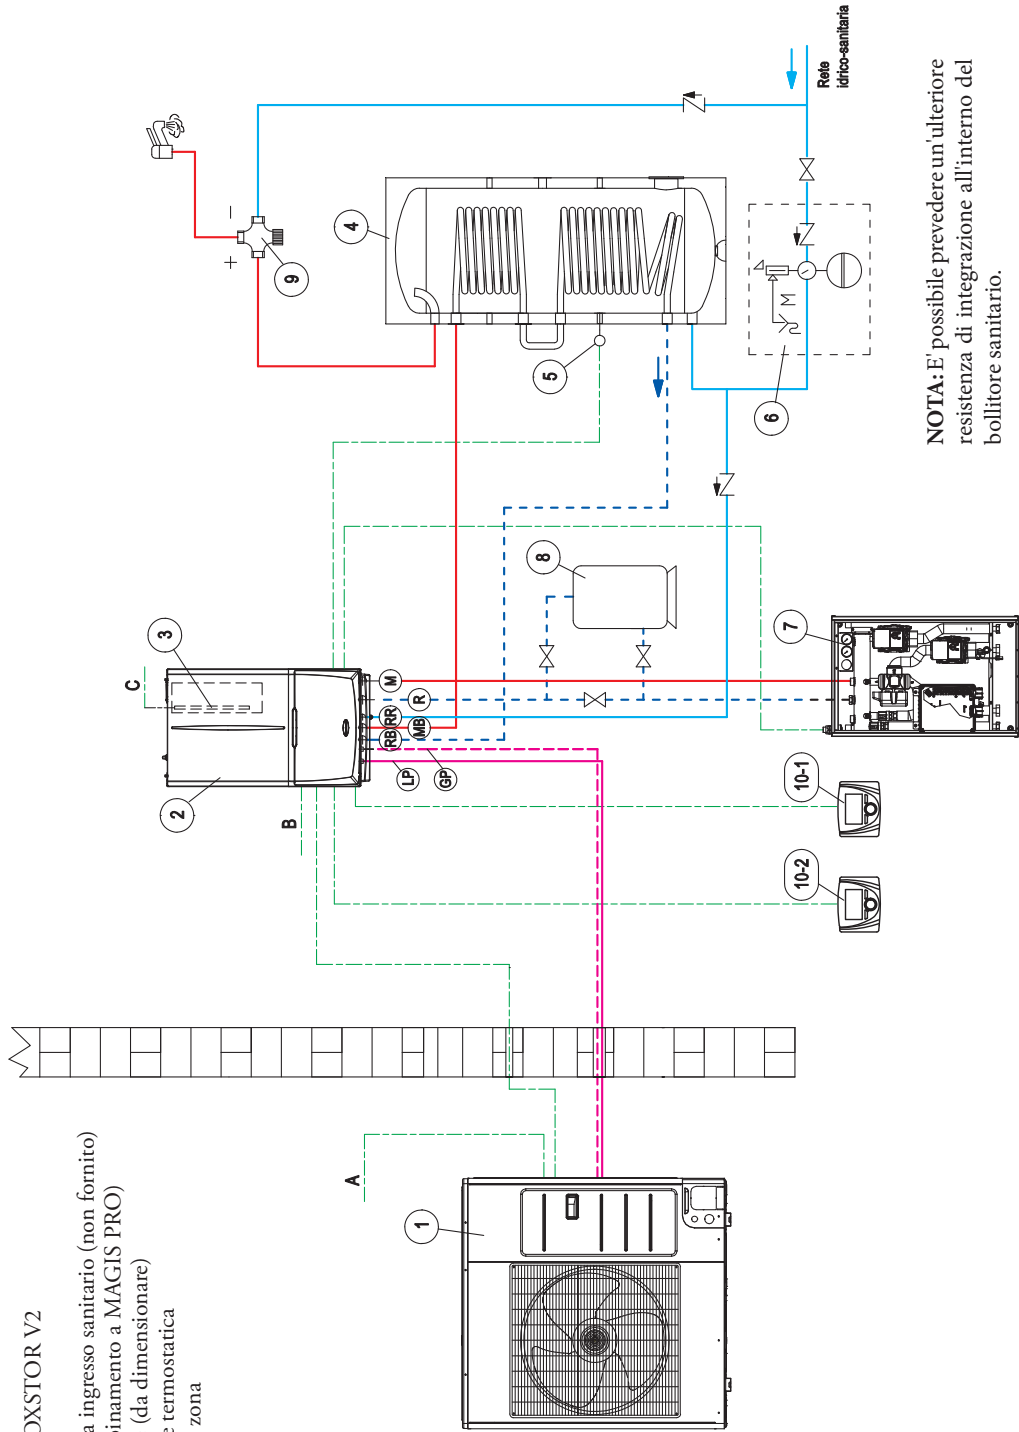 OXSTOR V2
a ingresso sanitario (non fornito)
binamento a MAGIS PRO)
(da dimensionare)
e termostatica
zona
A
1
B
2
C
3
LP
GP
RB
MB
RR
R
M
10-2
10-1
7
8
5
4
9
+
−
6
M
Rete
idrico-sanitaria
NOTA: E' possibile prevedere un'ulteriore
resistenza di integrazione all'interno del
bollitore sanitario.